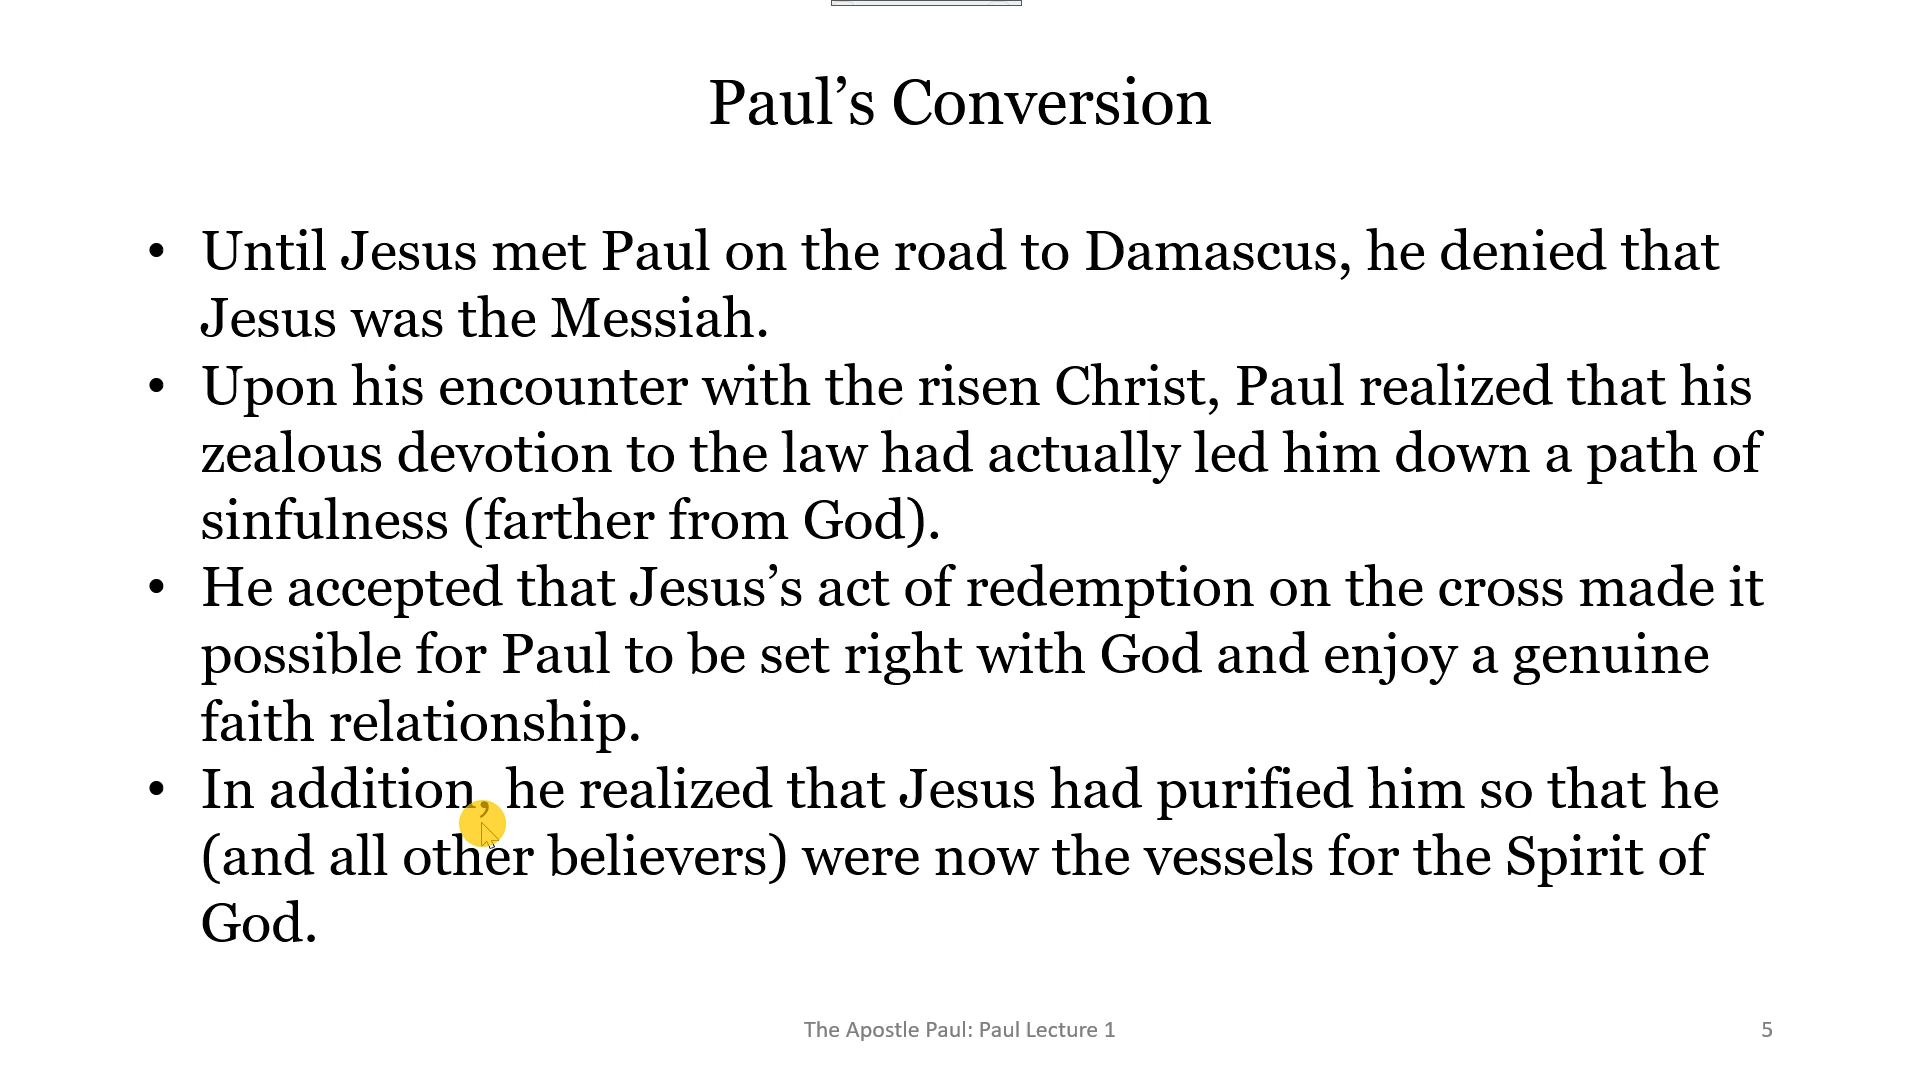 Paul’s Conversion
• Until Jesus met Paul on the road to Damascus, he denied that
Jesus was the Messiah.
• Upon his encounter with the risen Christ, Paul realized that his
zealous devotion to the law had actually led him down a path of
sinfulness (farther from God).
• He accepted that Jesus’s act of redemption on the cross made it
possible for Paul to be set right with God and enjoy a genuine
faith relationship.
• In addition, he realized that Jesus had purified him so that he
(and all other believers) were now the vessels for the Spirit of
God.
The Apostle Paul: Paul Lecture 1
5